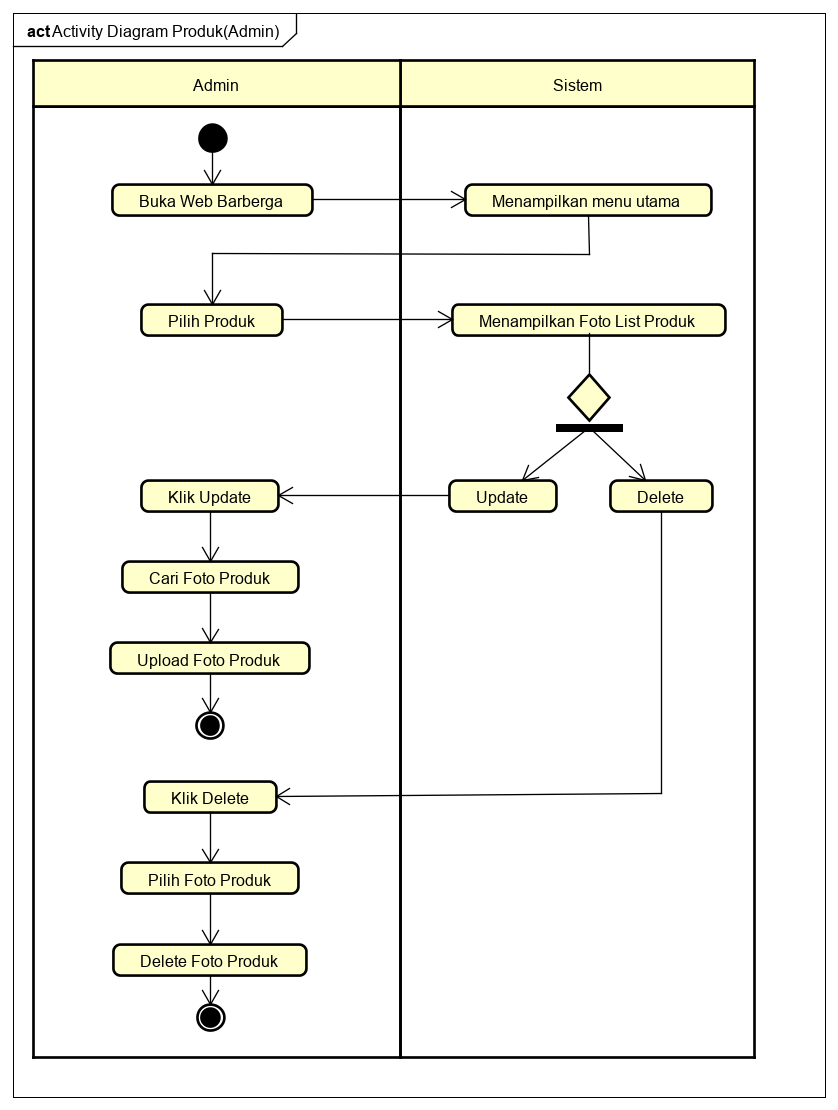 act Activity Diagram Produk(Admin)
Admin
Sistem
Buka Web Barberga
Menampilkan menu utama
Pilih Produk
Menampilkan Foto List Produk
Klik Update
Update
Delete
Cari Foto Produk
Upload Foto Produk
Klik Delete
Pilih Foto Produk
Delete Foto Produk